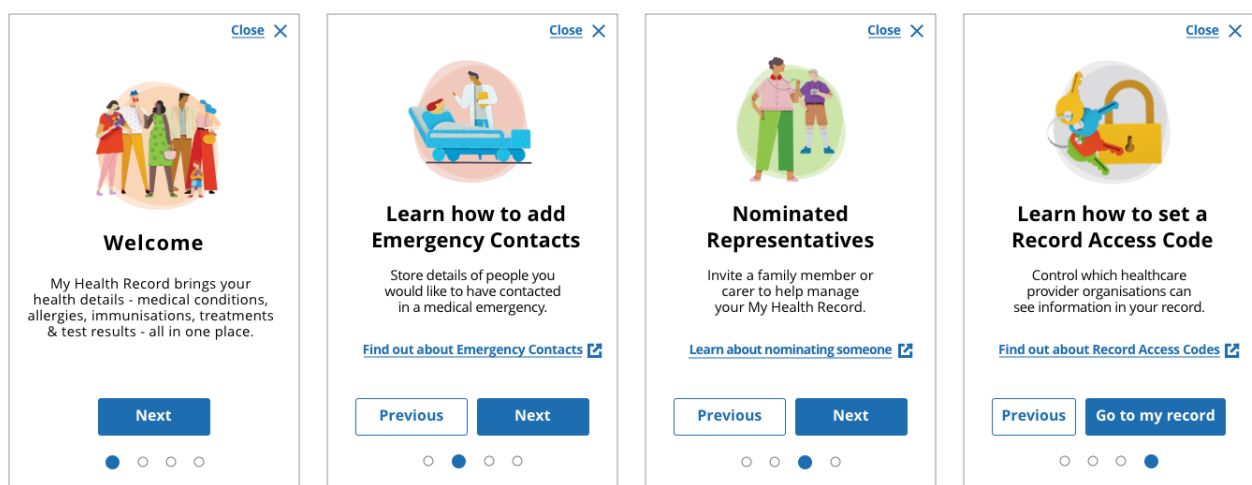 Close
Welcome
My Health Record brings your
health details - medical conditions,
allergies, immunisations, treatments
& test results - all in one place.
Next
Close
Learn how to add
Emergency Contacts
Store details of people you
would like to have contacted
in a medical emergency.
Find out about Emergency Contacts
Previous
Next
Close
Nominated
Representatives
Invite a family member or
carer to help manage
your My Health Record.
Learn about nominating someone
Previous
Next
Close
Learn how to set a
Record Access Code
Control which healthcare
provider organisations can
see information in your record.
Find out about Record Access Codes
Previous
Go to my record